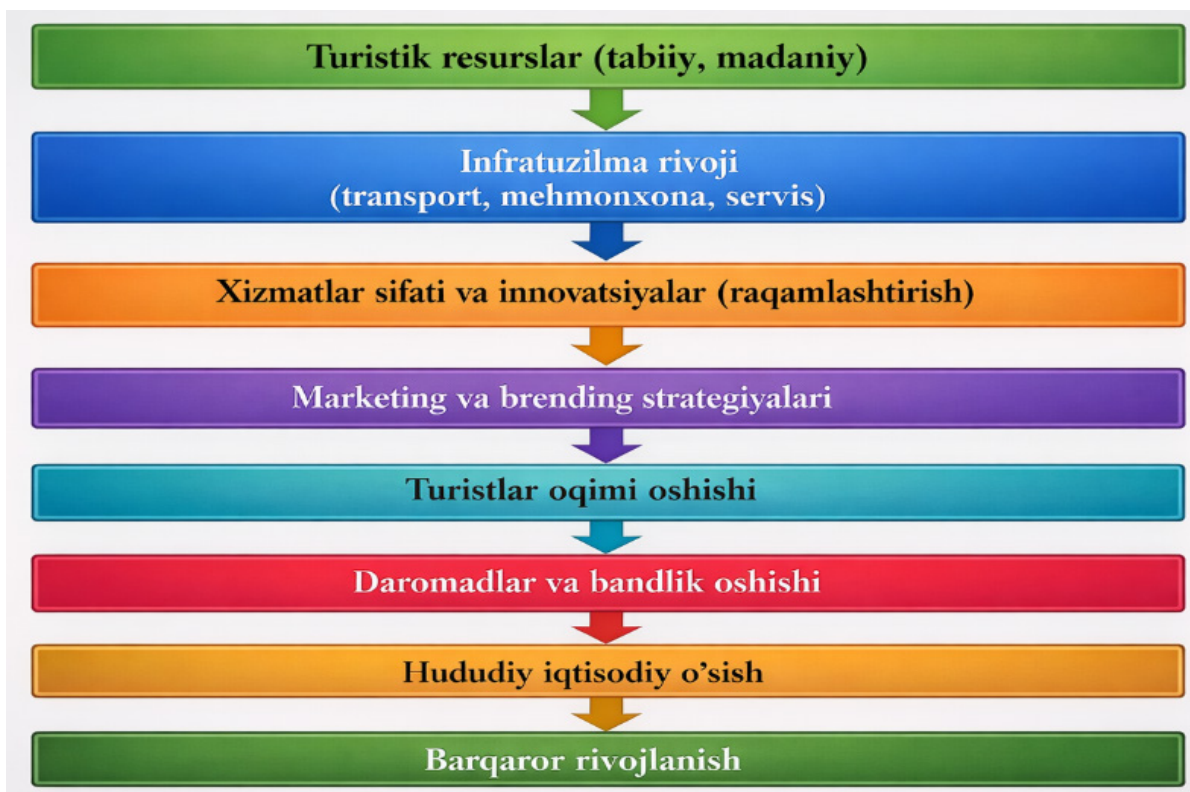 Turistik resurslar (tabiiy, madaniy)
Infratuzilma rivoji
(transport, mehmonxona, servis)
Xizmatlar sifati va innovatsiyalar (raqamlashtirish)
Marketing va brending strategiyalari
Turistlar oqimi oshishi
Daromadlar va bandlik oshishi
Hududiy iqtisodiy o’sish
Barqaror rivojlanish